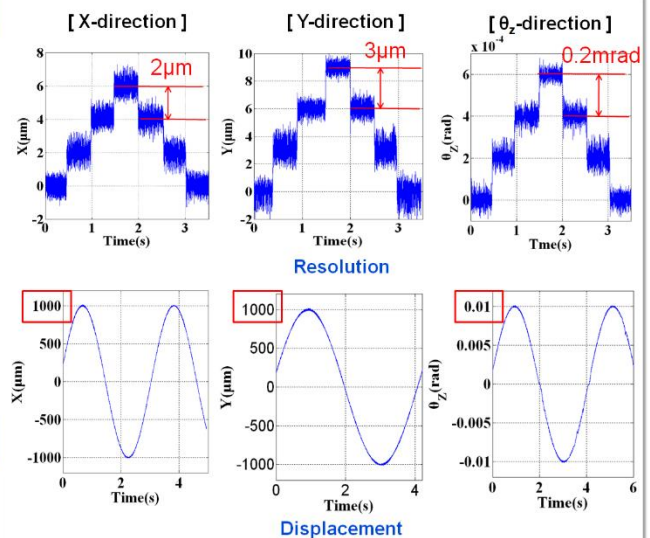 [ X-direction ]
[ Y-direction ]
[ θz-direction ]
8
6
4
2
0
-2
X(μm)
2μm
0 1 2 3
Time(s)
10
8
6
4
2
0
-2
Y(μm)
3μm
0 1 2 3
Time(s)
x 10⁻⁴
6
4
2
0
θZ(rad)
0.2mrad
0 1 2 3
Tme(s)
Resolution
1000
500
0
-500
-1000
X(μm)
0 2 4
Time(s)
1000
500
0
-500
-1000
Y(μm)
0 2 4
Time(s)
0.01
0.005
0
-0.005
-0.01
θZ(rad)
0 2 4 6
Time(s)
Displacement